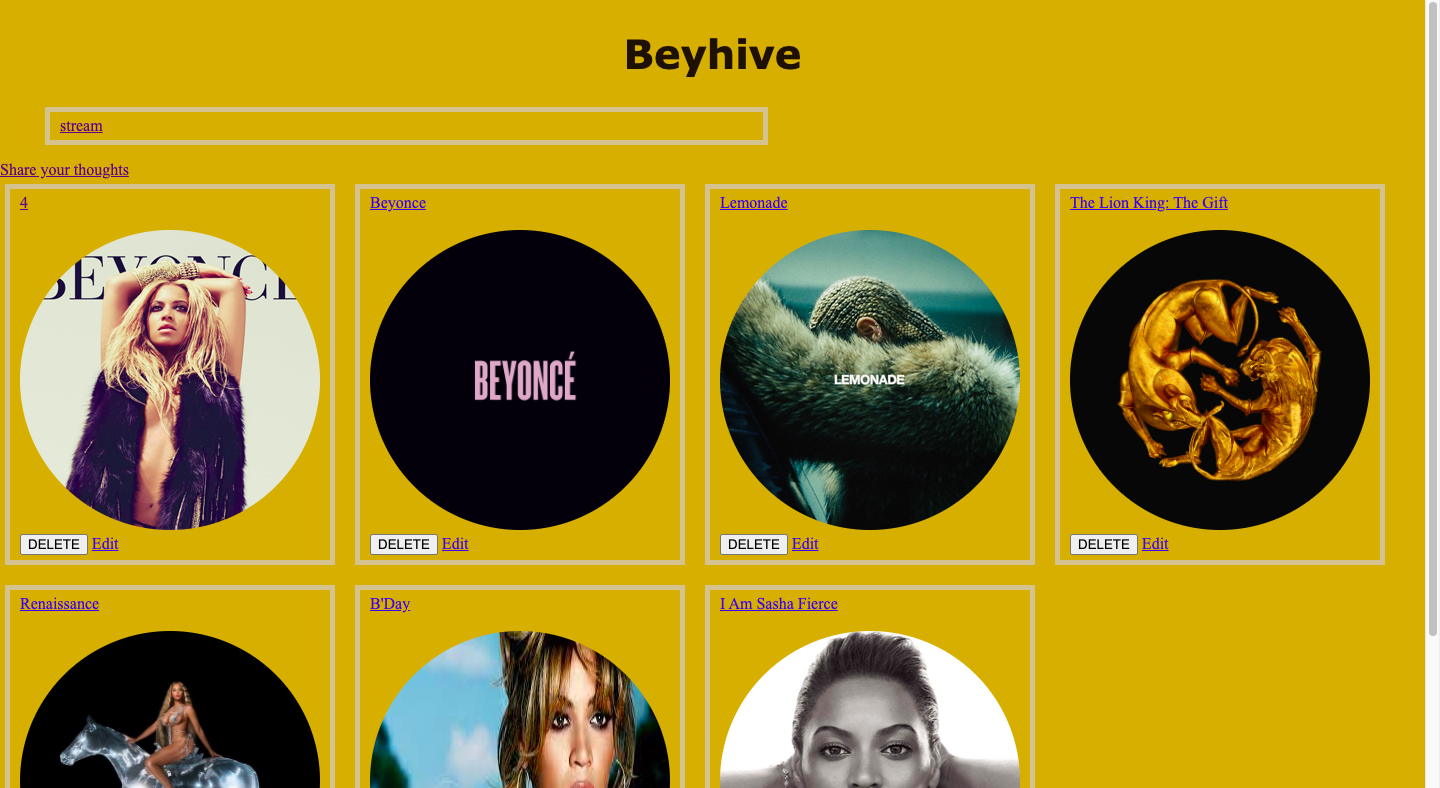 Beyhive
stream
Share your thoughts
4
Beyonce
Lemonade
The Lion King: The Gift
BEYONCE
BEYONCÉ
LEMONADE
DELETE Edit
DELETE Edit
DELETE Edit
DELETE Edit
Renaissance
B'Day
I Am Sasha Fierce